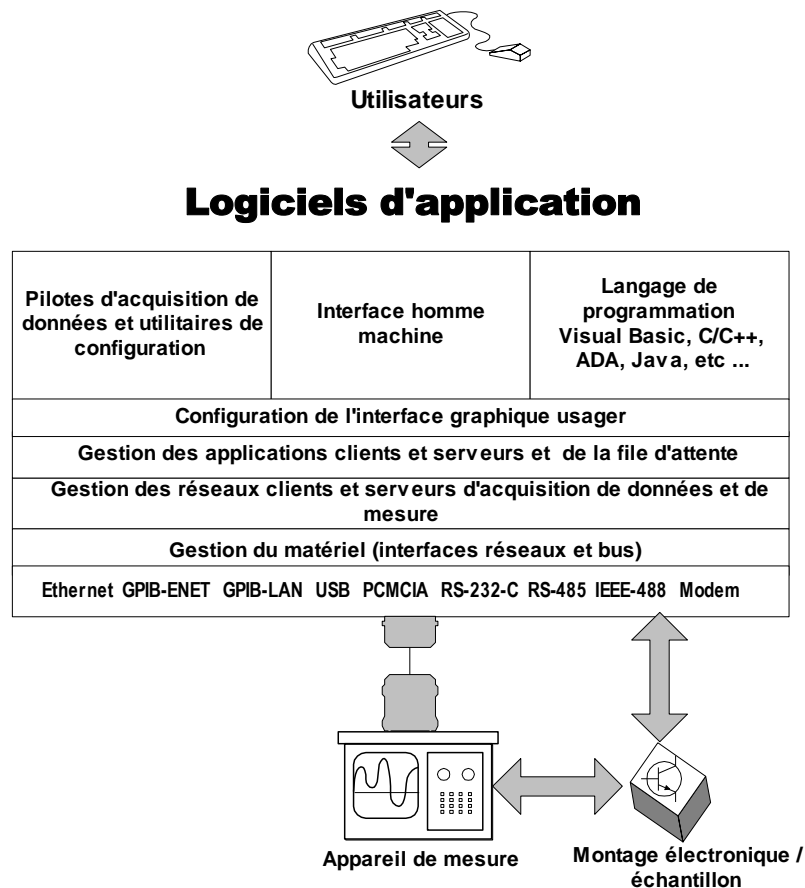 Utilisateurs
Logiciels d'application
Pilotes d'acquisition de
données et utilitaires de
configuration
Interface homme
machine
Langage de
programmation
Visual Basic, C/C++,
ADA, Java, etc ...
Configuration de l'interface graphique usager
Gestion des applications clients et serveurs et de la file d'attente
Gestion des réseaux clients et serveurs d'acquisition de données et de
mesure
Gestion du matériel (interfaces réseaux et bus)
Ethernet GPIB-ENET GPIB-LAN USB PCMCIA RS-232-C RS-485 IEEE-488 Modem
Appareil de mesure
Montage électronique /
échantillon